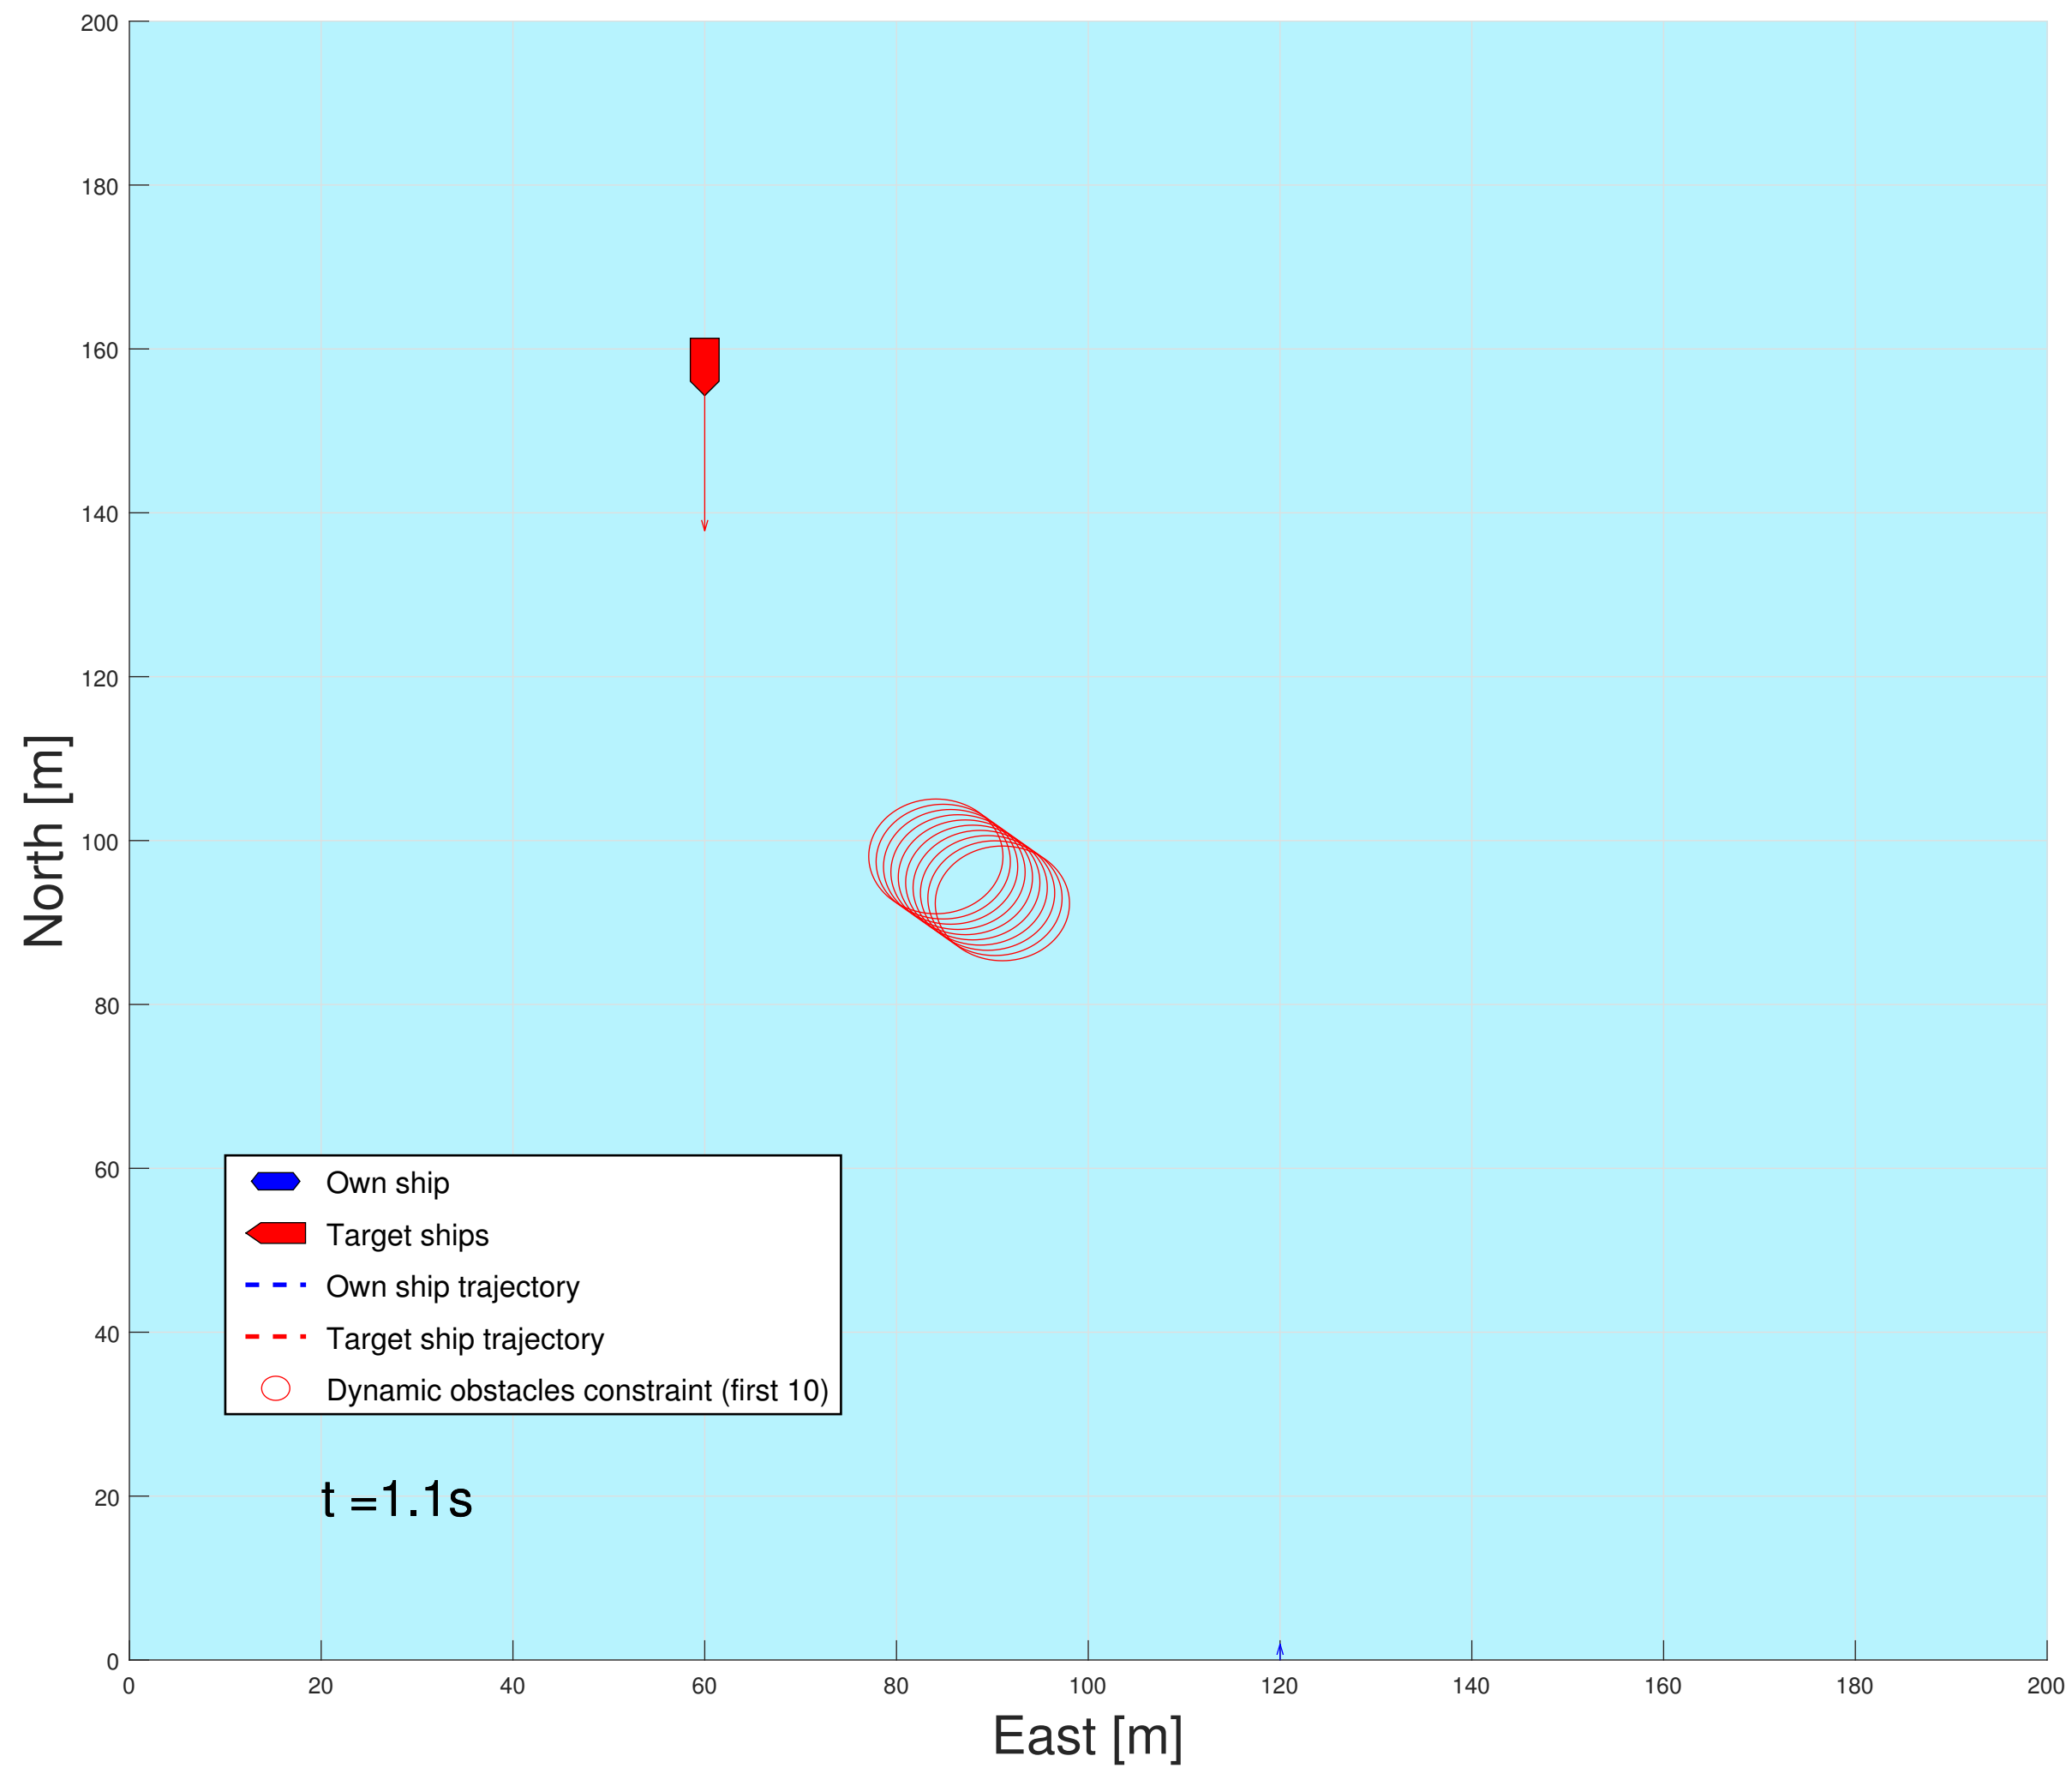 200
180
160
140
120
100
80
60
40
20
0
North [m]
Own ship
Target ships
Own ship trajectory
Target ship trajectory
Dynamic obstacles constraint (first 10)
t =1.1s
0 20 40 60 80 100 120 140 160 180 200
East [m]